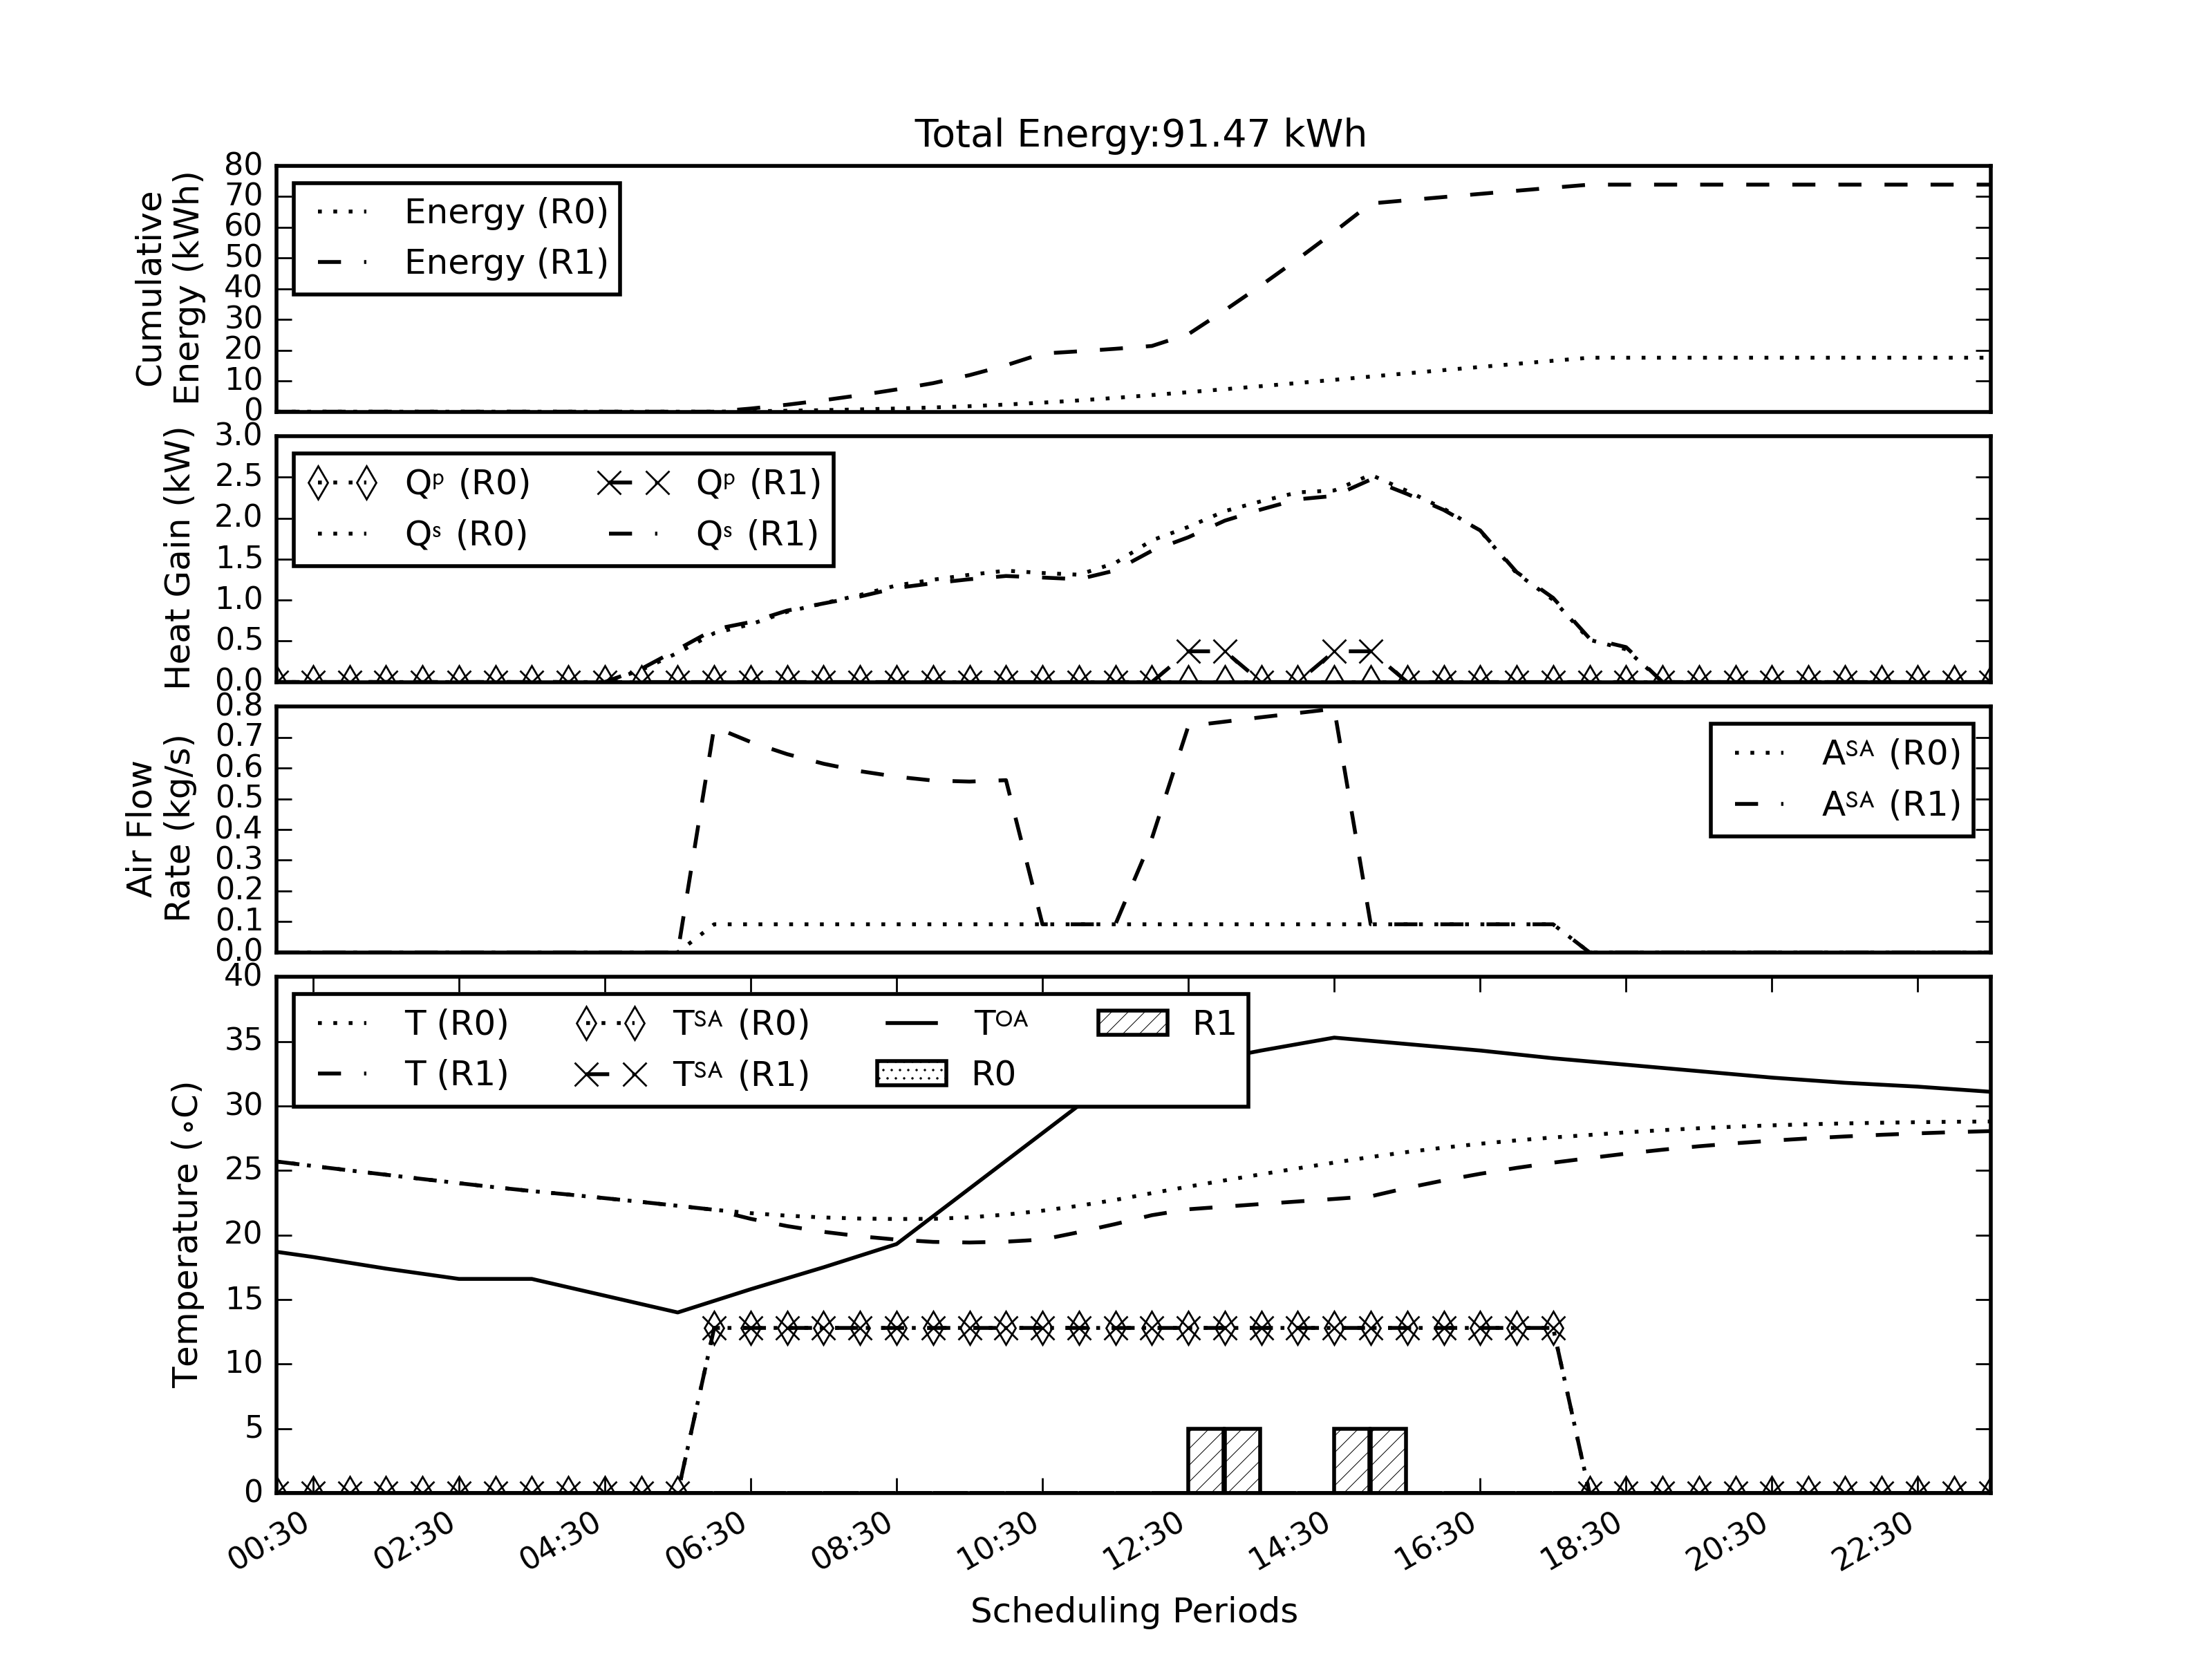 Total Energy:91.47 kWh
Cumulative
Energy (kWh)
80
70
60
50
40
30
20
10
0
Energy (R0)
Energy (R1)
Heat Gain (kW)
3.0
2.5
2.0
1.5
1.0
0.5
0.0
Qᵖ (R0) Qᵖ (R1)
Qˢ (R0) Qˢ (R1)
Air Flow
Rate (kg/s)
0.8
0.7
0.6
0.5
0.4
0.3
0.2
0.1
0.0
Aˢᴬ (R0)
Aˢᴬ (R1)
Temperature (∘C)
40
35
30
25
20
15
10
5
0
T (R0) Tˢᴬ (R0) Tᴼᴬ R1
T (R1) Tˢᴬ (R1) R0
00:30 02:30 04:30 06:30 08:30 10:30 12:30 14:30 16:30 18:30 20:30 22:30
Scheduling Periods